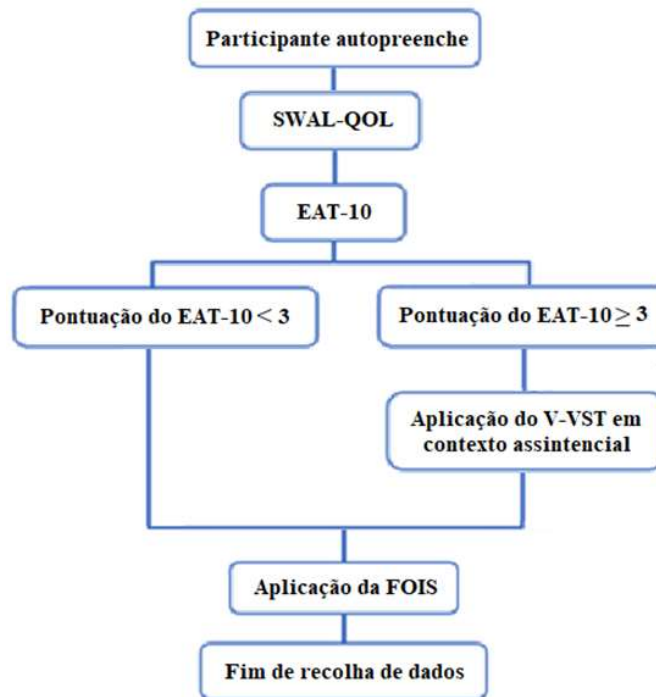 Participante autopreenche
SWAL-QOL
EAT-10
Pontuação do EAT-10 < 3
Pontuação do EAT-10 ≥ 3
Aplicação do V-VST em
contexto assintencial
Aplicação da FOIS
Fim de recolha de dados